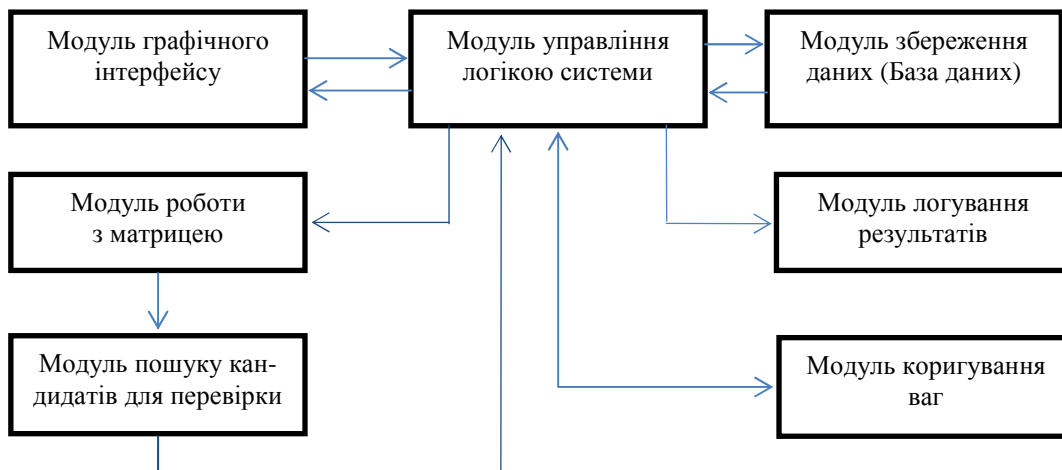 Модуль графічного
інтерфейсу
Модуль управління
логікою системи
Модуль збереження
даних (База даних)
Модуль роботи
з матрицею
Модуль логування
результатів
Модуль пошуку кан-
дидатів для перевірки
Модуль коригування
ваг